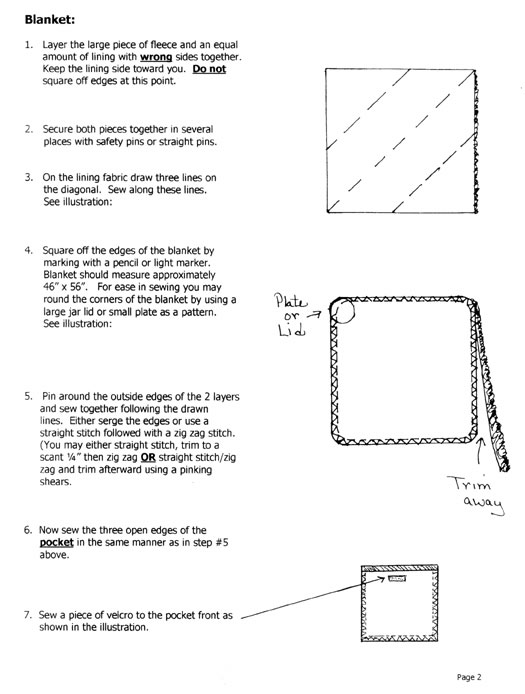 Blanket:
1. Layer the large piece of fleece and an equal
amount of lining with wrong sides together.
Keep the lining side toward you. Do not
square off edges at this point.
2. Secure both pieces together in several
places with safety pins or straight pins.
3. On the lining fabric draw three lines on
the diagonal. Sew along these lines.
See illustration:
4. Square off the edges of the blanket by
marking with a pencil or light marker.
Blanket should measure approximately
46" x 56". For ease in sewing you may
round the corners of the blanket by using a
large jar lid or small plate as a pattern.
See illustration:
Plate
or
Lid
5. Pin around the outside edges of the 2 layers
and sew together following the drawn
lines. Either serge the edges or use a
straight stitch followed with a zig zag stitch.
(You may either straight stitch, trim to a
scant ¼" then zig zag OR straight stitch/zig
zag and trim afterward using a pinking
shears.
Trim
away
6. Now sew the three open edges of the
pocket in the same manner as in step #5
above.
7. Sew a piece of velcro to the pocket front as
shown in the illustration.
Page 2